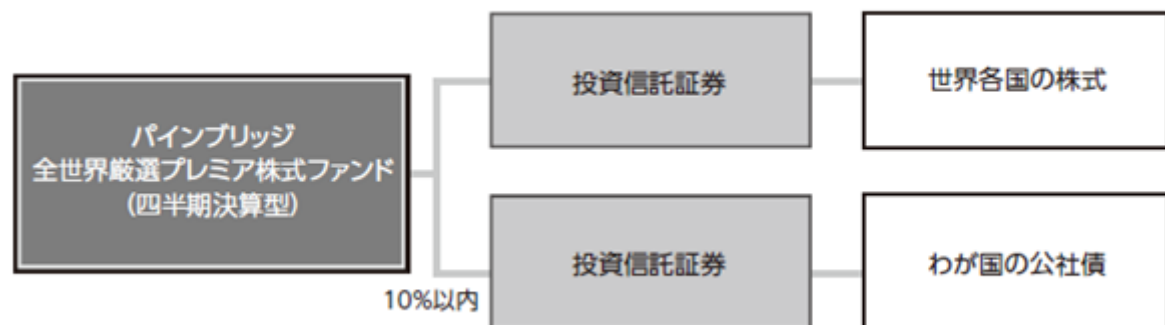 パインブリッジ
全世界厳選プレミア株式ファンド
(四半期決算型)
投資信託証券
世界各国の株式
10%以内
投資信託証券
わが国の公社債